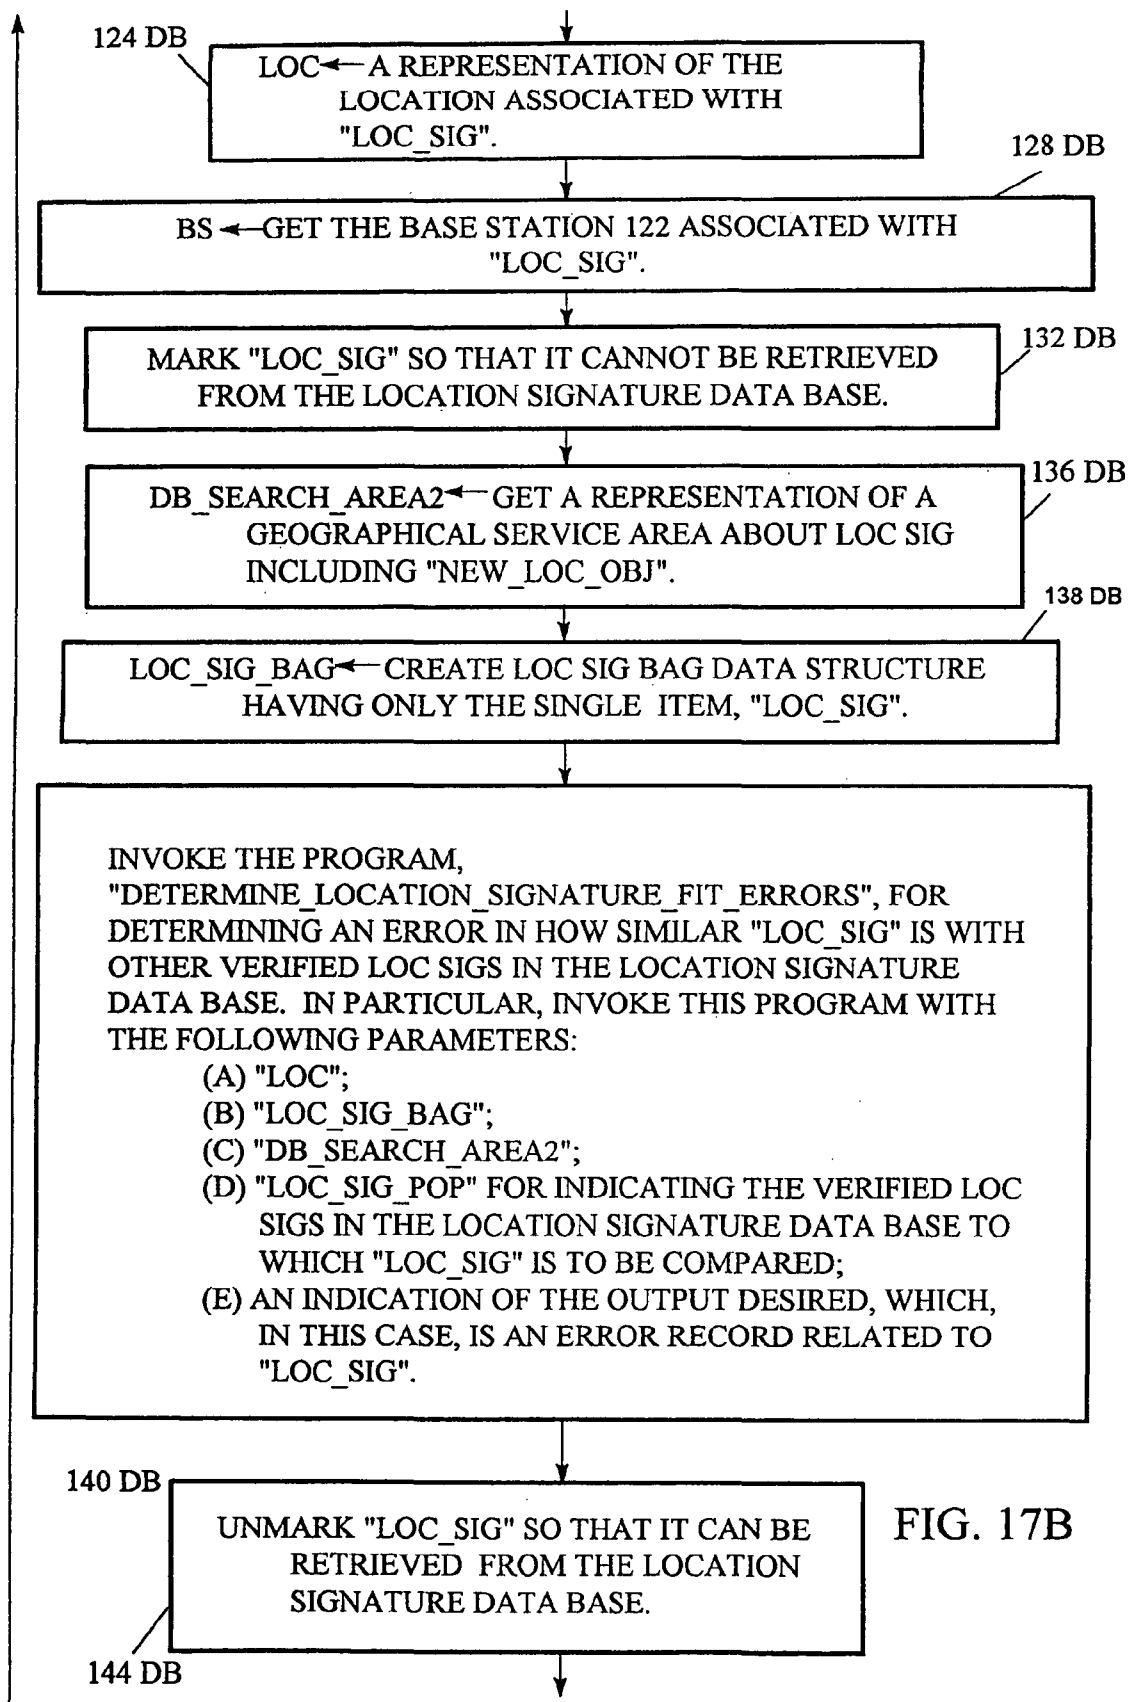 124 DB
LOC← A REPRESENTATION OF THE
LOCATION ASSOCIATED WITH
"LOC_SIG".
128 DB
BS ← GET THE BASE STATION 122 ASSOCIATED WITH
"LOC_SIG".
132 DB
MARK "LOC_SIG" SO THAT IT CANNOT BE RETRIEVED
FROM THE LOCATION SIGNATURE DATA BASE.
136 DB
DB_SEARCH_AREA2← GET A REPRESENTATION OF A
GEOGRAPHICAL SERVICE AREA ABOUT LOC SIG
INCLUDING "NEW_LOC_OBJ".
138 DB
LOC_SIG_BAG← CREATE LOC SIG BAG DATA STRUCTURE
HAVING ONLY THE SINGLE ITEM, "LOC_SIG".
INVOKE THE PROGRAM,
"DETERMINE_LOCATION_SIGNATURE_FIT_ERRORS", FOR
DETERMINING AN ERROR IN HOW SIMILAR "LOC_SIG" IS WITH
OTHER VERIFIED LOC SIGS IN THE LOCATION SIGNATURE
DATA BASE. IN PARTICULAR, INVOKE THIS PROGRAM WITH
THE FOLLOWING PARAMETERS:
(A) "LOC";
(B) "LOC_SIG_BAG";
(C) "DB_SEARCH_AREA2";
(D) "LOC_SIG_POP" FOR INDICATING THE VERIFIED LOC
SIGS IN THE LOCATION SIGNATURE DATA BASE TO
WHICH "LOC_SIG" IS TO BE COMPARED;
(E) AN INDICATION OF THE OUTPUT DESIRED, WHICH,
IN THIS CASE, IS AN ERROR RECORD RELATED TO
"LOC_SIG".
140 DB
UNMARK "LOC_SIG" SO THAT IT CAN BE
RETRIEVED FROM THE LOCATION
SIGNATURE DATA BASE.
FIG. 17B
144 DB